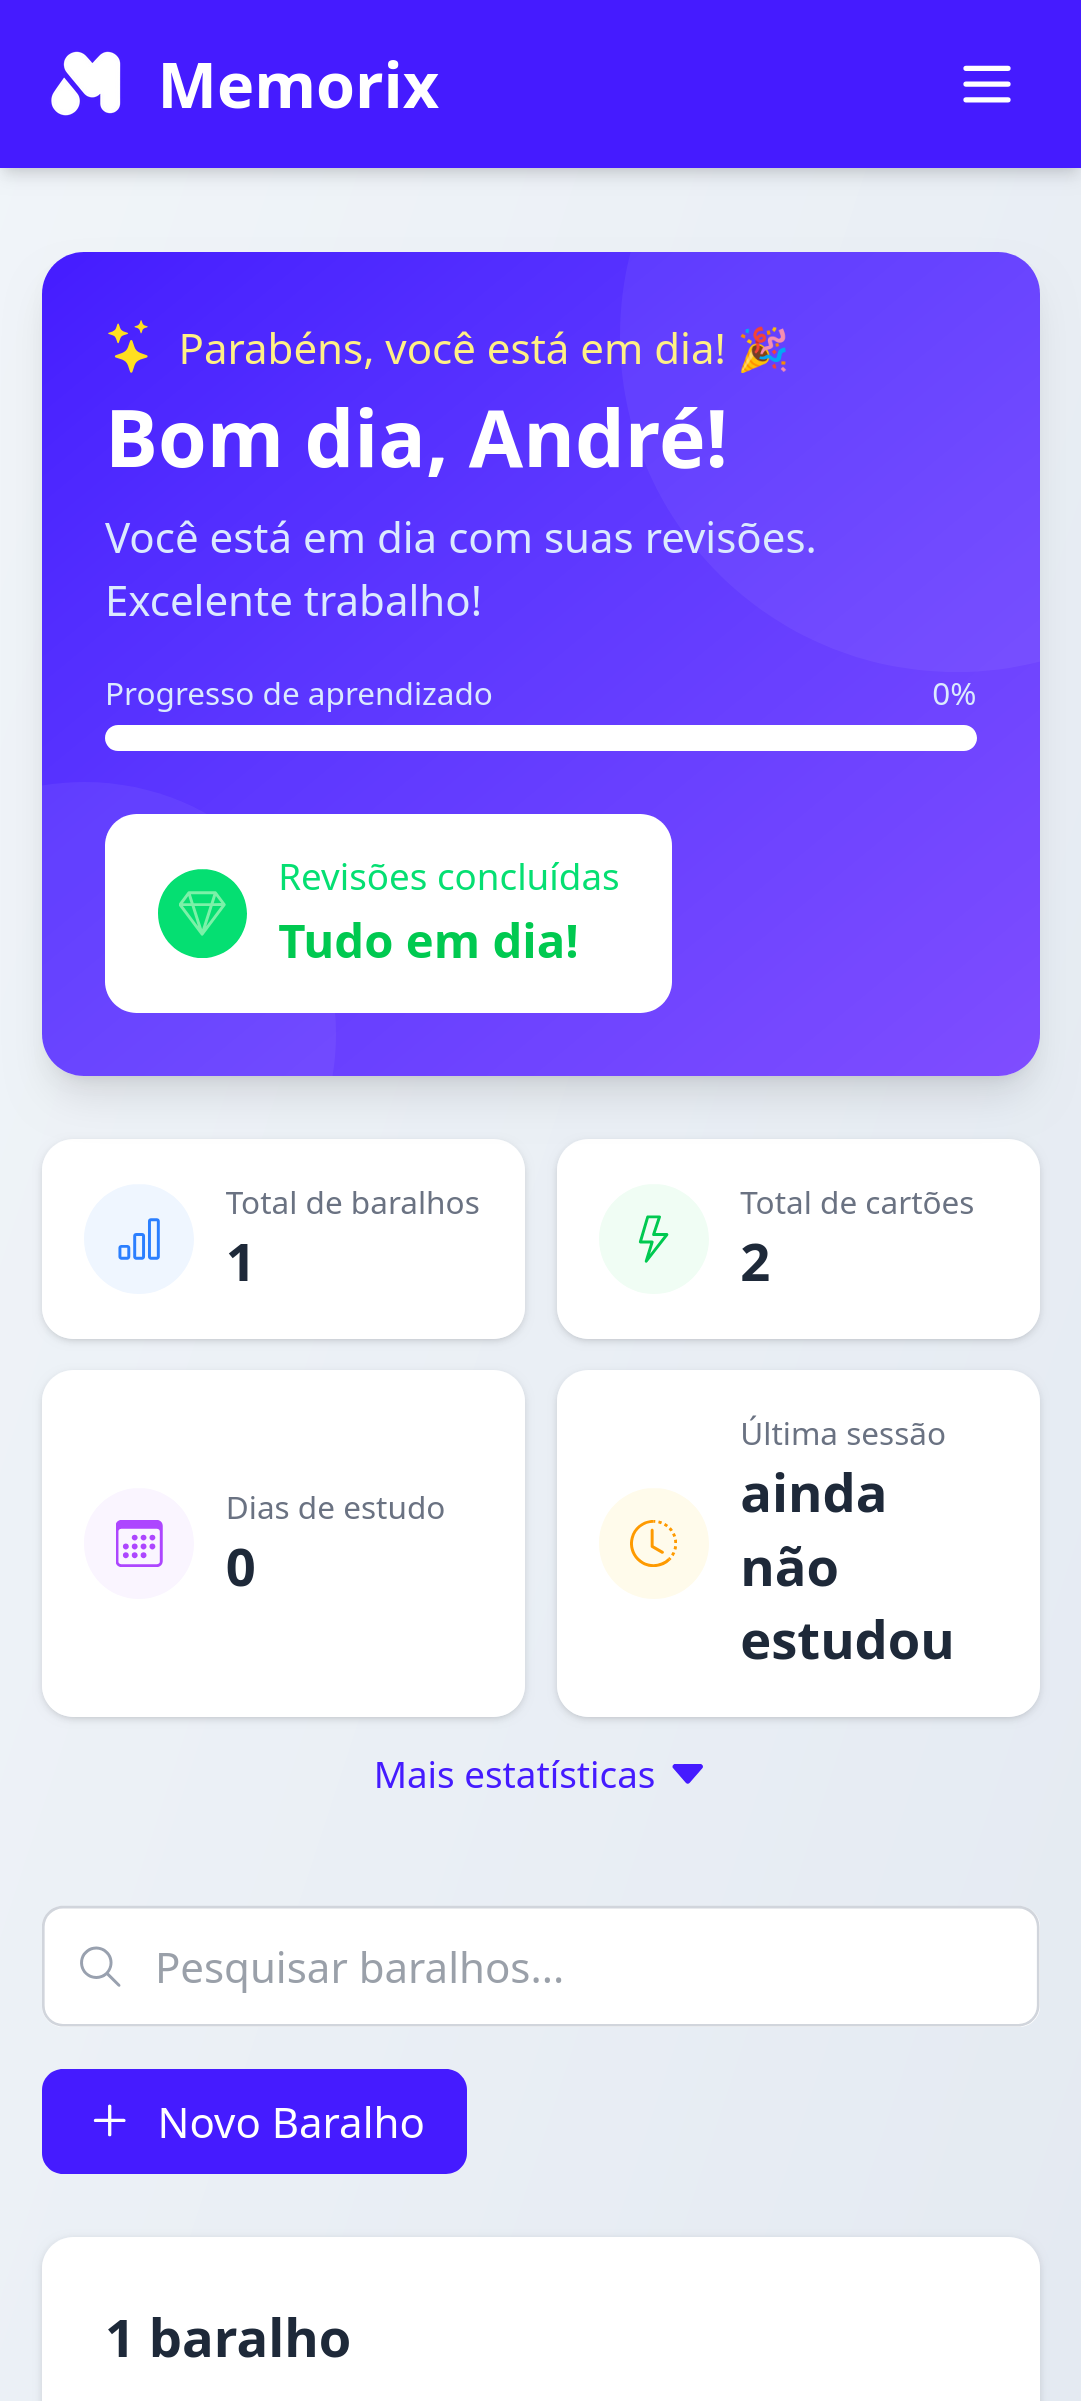 Memorix
Parabéns, você está em dia! 🎉
Bom dia, André!
Você está em dia com suas revisões.
Excelente trabalho!
Progresso de aprendizado 0%
Revisões concluídas
Tudo em dia!
Total de baralhos
1
Total de cartões
2
Dias de estudo
0
Última sessão
ainda
não
estudou
Mais estatísticas
Pesquisar baralhos...
Novo Baralho
1 baralho